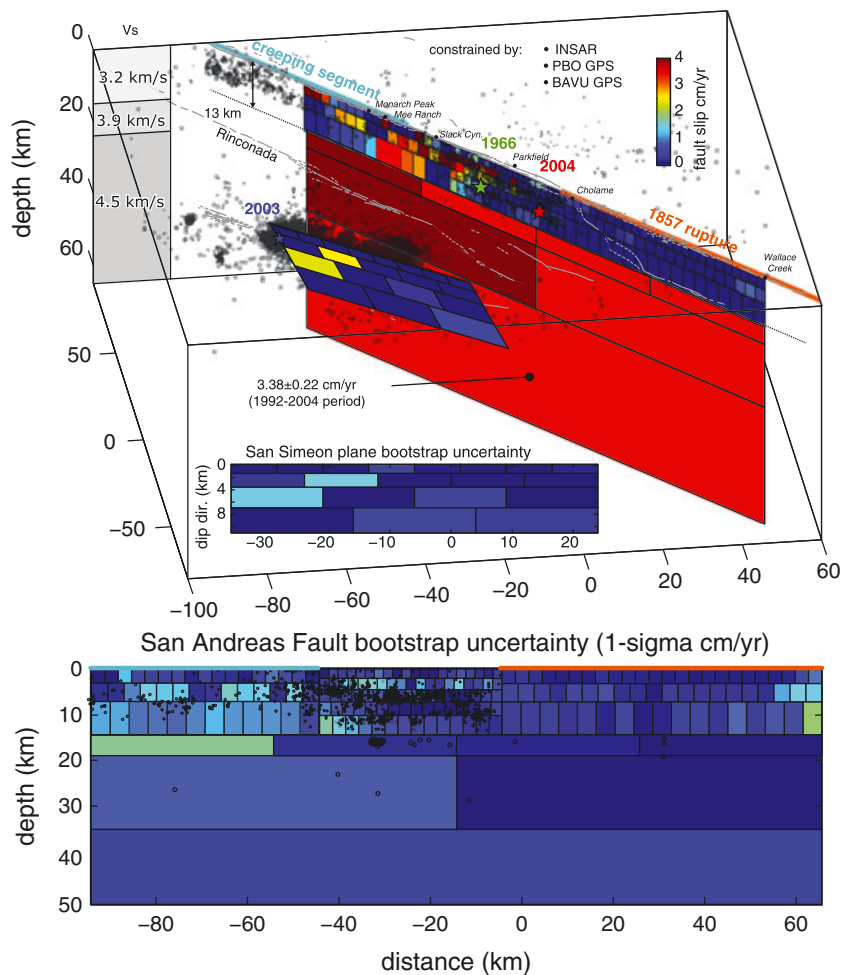 Vs
0
20
40
60
depth (km)
3.2 km/s
3.9 km/s
4.5 km/s
creeping segment
13 km
Rinconada
Monarch Peak
Mee Ranch
Slack Cyn.
1966
Parkfield
2004
Cholame
1857 rupture
Wallace
Creek
2003
constrained by:
• INSAR
• PBO GPS
• BAVU GPS
4
3
2
1
0
fault slip cm/yr
3.38±0.22 cm/yr
(1992-2004 period)
50
0
−50
San Simeon plane bootstrap uncertainty
dip dir. (km)
0
4
8
−30 −20 −10 0 10 20
−100 −80 −60 −40 −20 0 20 40 60
San Andreas Fault bootstrap uncertainty (1-sigma cm/yr)
depth (km)
0
10
20
30
40
50
−80 −60 −40 −20 0 20 40 60
distance (km)